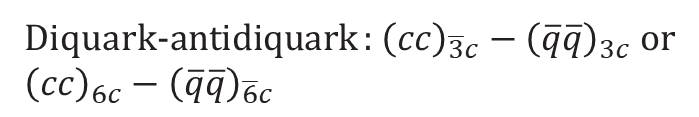 Diquark-antidiquark: (cc)_{3̅c} − (q̅q̅)_{3c} or
(cc)_{6c} − (q̅q̅)_{6̅c}